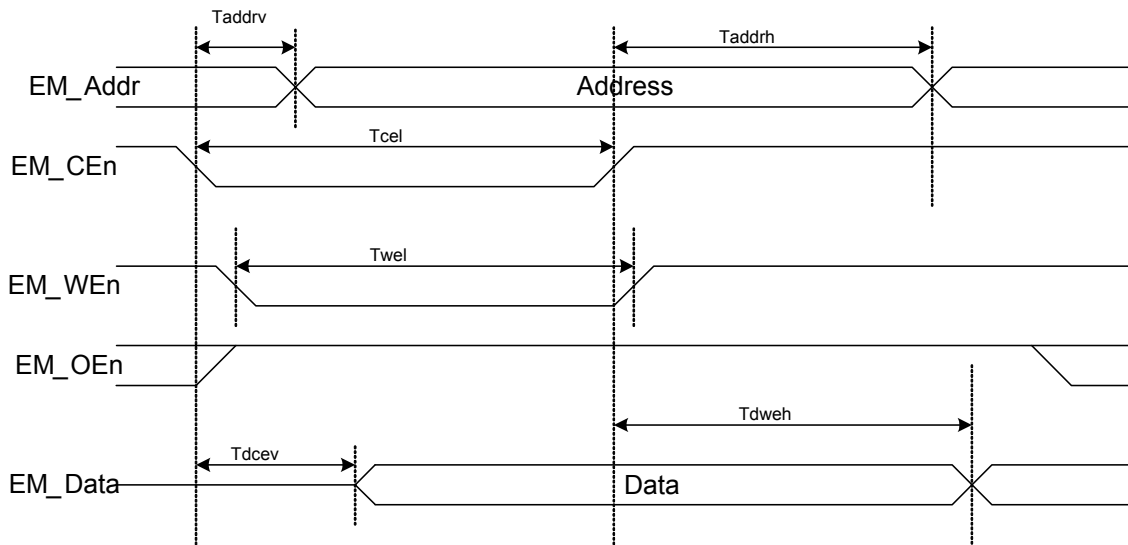 Taddrv
Taddrh
EM_Addr
Address
Tcel
EM_CEn
Twel
EM_WEn
EM_OEn
Tdweh
Tdcev
EM_Data
Data